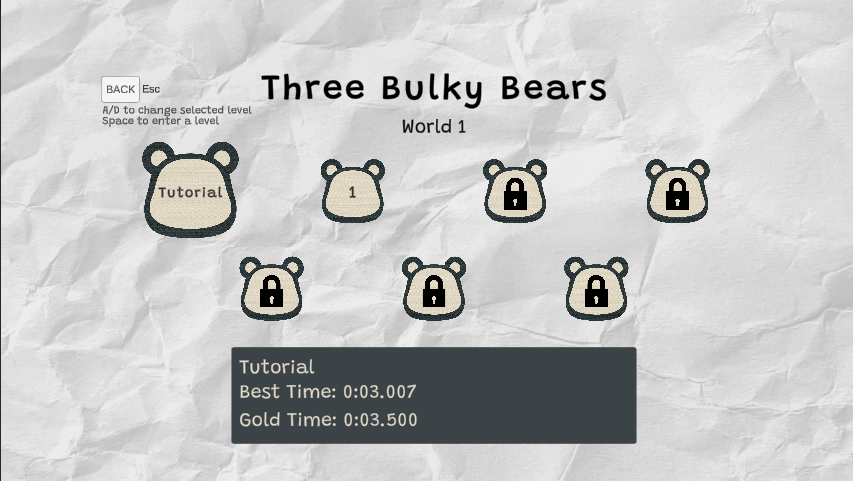 Three Bulky Bears
BACK Esc
A/D to change selected level
Space to enter a level
World 1
Tutorial
1
Tutorial
Best Time: 0:03.007
Gold Time: 0:03.500